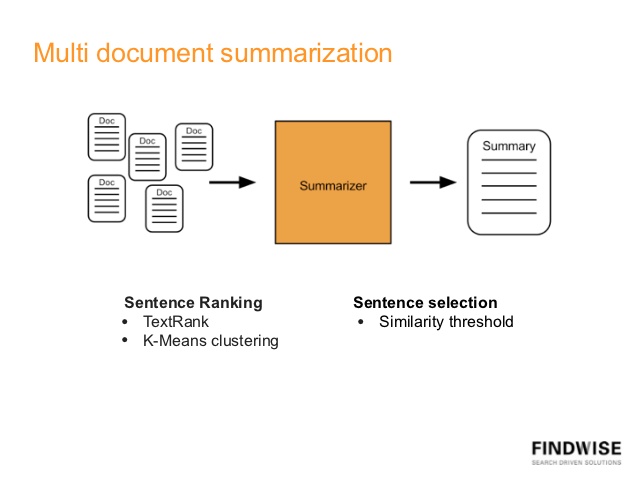 Multi document summarization
Doc
Doc
Doc
Doc
Doc
Summarizer
Summary
Sentence Ranking
• TextRank
• K-Means clustering
Sentence selection
• Similarity threshold
FINDWISE
SEARCH DRIVEN SOLUTIONS